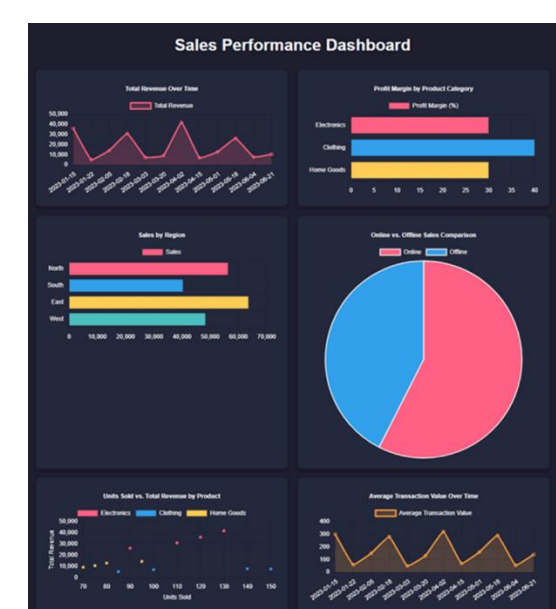 Sales Performance Dashboard
Total Revenue Over Time
Total Revenue
50,000
40,000
30,000
20,000
10,000
0
2023-01-15
2023-01-22
2023-02-05
2023-02-18
2023-03-03
2023-03-20
2023-04-02
2023-04-15
2023-05-01
2023-05-18
2023-06-04
2023-06-21
Profit Margin by Product Category
Profit Margin (%)
Electronics
Clothing
Home Goods
0 5 10 15 20 25 30 35 40
Sales by Region
Sales
North
South
East
West
0 10,000 20,000 30,000 40,000 50,000 60,000 70,000
Online vs. Offline Sales Comparison
Online Offline
Units Sold vs. Total Revenue by Product
Electronics Clothing Home Goods
Total Revenue
50,000
40,000
30,000
20,000
10,000
0
70 80 90 100 110 120 130 140 150
Units Sold
Average Transaction Value Over Time
Average Transaction Value
400
300
200
100
0
2023-01-15
2023-01-22
2023-02-05
2023-02-18
2023-03-03
2023-03-20
2023-04-02
2023-04-15
2023-05-01
2023-05-18
2023-06-04
2023-06-21